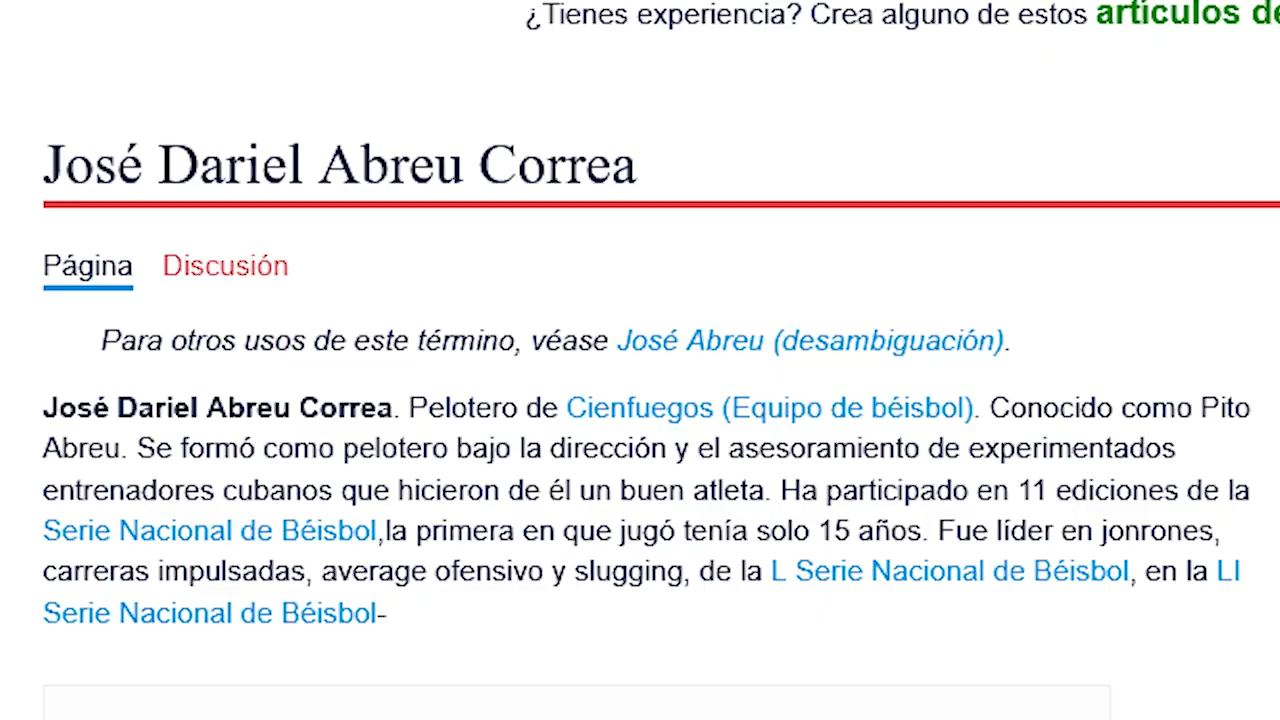 ¿Tienes experiencia? Crea alguno de estos artículos
José Dariel Abreu Correa
Página Discusión
Para otros usos de este término, véase José Abreu (desambiguación).
José Dariel Abreu Correa. Pelotero de Cienfuegos (Equipo de béisbol). Conocido como Pito
Abreu. Se formó como pelotero bajo la dirección y el asesoramiento de experimentados
entrenadores cubanos que hicieron de él un buen atleta. Ha participado en 11 ediciones de la
Serie Nacional de Béisbol,la primera en que jugó tenía solo 15 años. Fue líder en jonrones,
carreras impulsadas, average ofensivo y slugging, de la L Serie Nacional de Béisbol, en la LI
Serie Nacional de Béisbol-